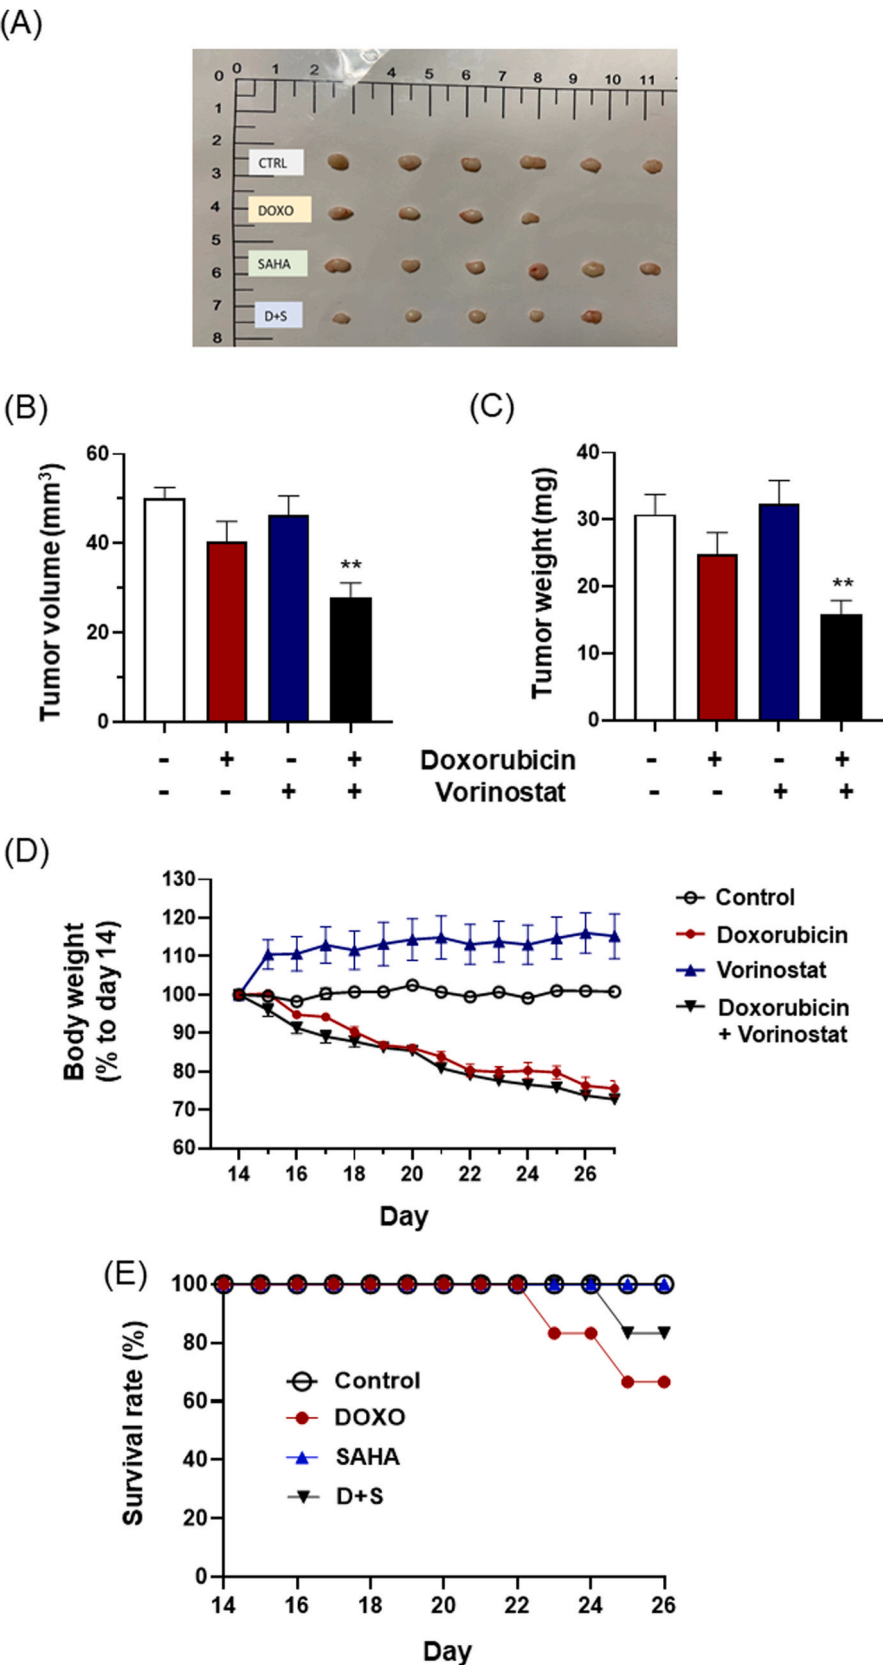 (A)
0 1 2 4 5 6 7 8 9 10 11
0
1
2
3
4
5
6
7
8
CTRL
DOXO
SAHA
D+S
(B)
Tumor volume (mm³)
60
40
20
0
- + - +
- - + +
Doxorubicin
Vorinostat
(C)
Tumor weight (mg)
40
30
20
10
0
**
**
- + - +
- - + +
(D)
Body weight
(% to day 14)
130
120
110
100
90
80
70
60
14 16 18 20 22 24 26
Day
Control
Doxorubicin
Vorinostat
Doxorubicin
+ Vorinostat
(E)
Survival rate (%)
100
80
60
40
20
0
Control
DOXO
SAHA
D+S
14 16 18 20 22 24 26
Day